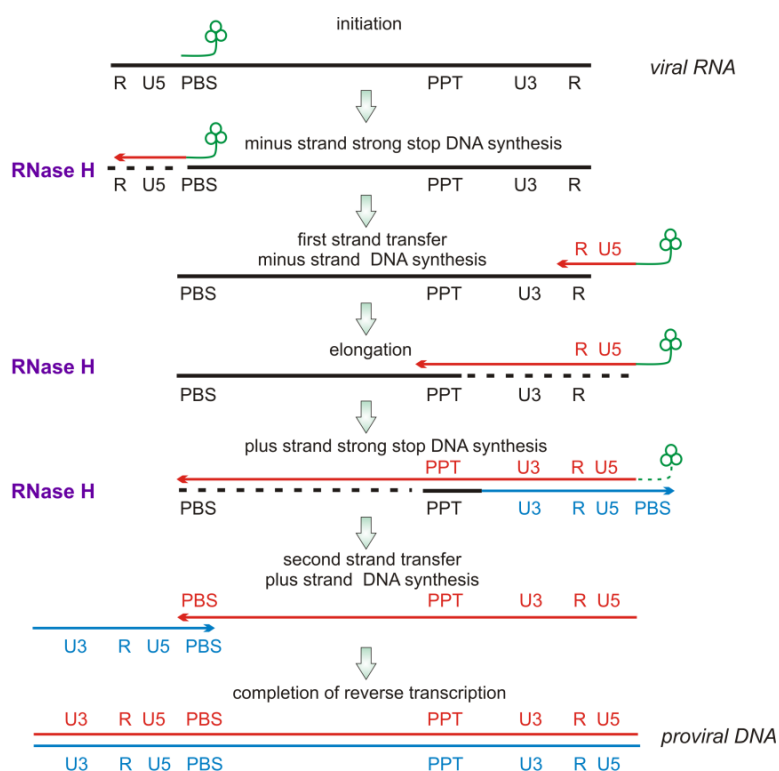 initiation
viral RNA
R U5 PBS PPT U3 R
minus strand strong stop DNA synthesis
RNase H
R U5 PBS PPT U3 R
first strand transfer
minus strand DNA synthesis
R U5
PBS PPT U3 R
elongation
R U5
RNase H
PBS PPT U3 R
plus strand strong stop DNA synthesis
PPT U3 R U5
RNase H
PBS PPT U3 R U5 PBS
second strand transfer
plus strand DNA synthesis
PBS PPT U3 R U5
U3 R U5 PBS
completion of reverse transcription
U3 R U5 PBS PPT U3 R U5
proviral DNA
U3 R U5 PBS PPT U3 R U5